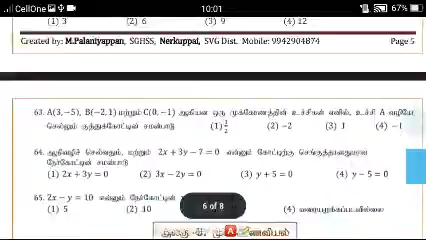 CellOne 10:01 67%
(1) 3 (2) 6 (3) 9 (4) 12
Created by: M.Palaniyappan, SGHSS, Nerkuppai, SVG Dist. Mobile: 9942904874 Page 5
63. A(3,−5), B(−2,1) மற்றும் C(0,−1) ஆகியன ஒரு முக்கோணத்தின் உச்சிகள் எனில், உச்சி A வழியே
செல்லும் குத்துக்கோட்டின் சமன்பாடு (1) 1/2 (2) −2 (3) 1 (4) −1
64. ஆதிவழிச் செல்வதும், மற்றும் 2x + 3y − 7 = 0 என்னும் கோட்டிற்கு செங்குத்தானதுமான
நேர்கோட்டின் சமன்பாடு
(1) 2x + 3y = 0 (2) 3x − 2y = 0 (3) y + 5 = 0 (4) y − 5 = 0
65. 2x − y = 10 என்னும் நேர்கோட்டின்
(1) 5 (2) 10 (4) வரையறுக்கப்படவில்லை
6 of 8